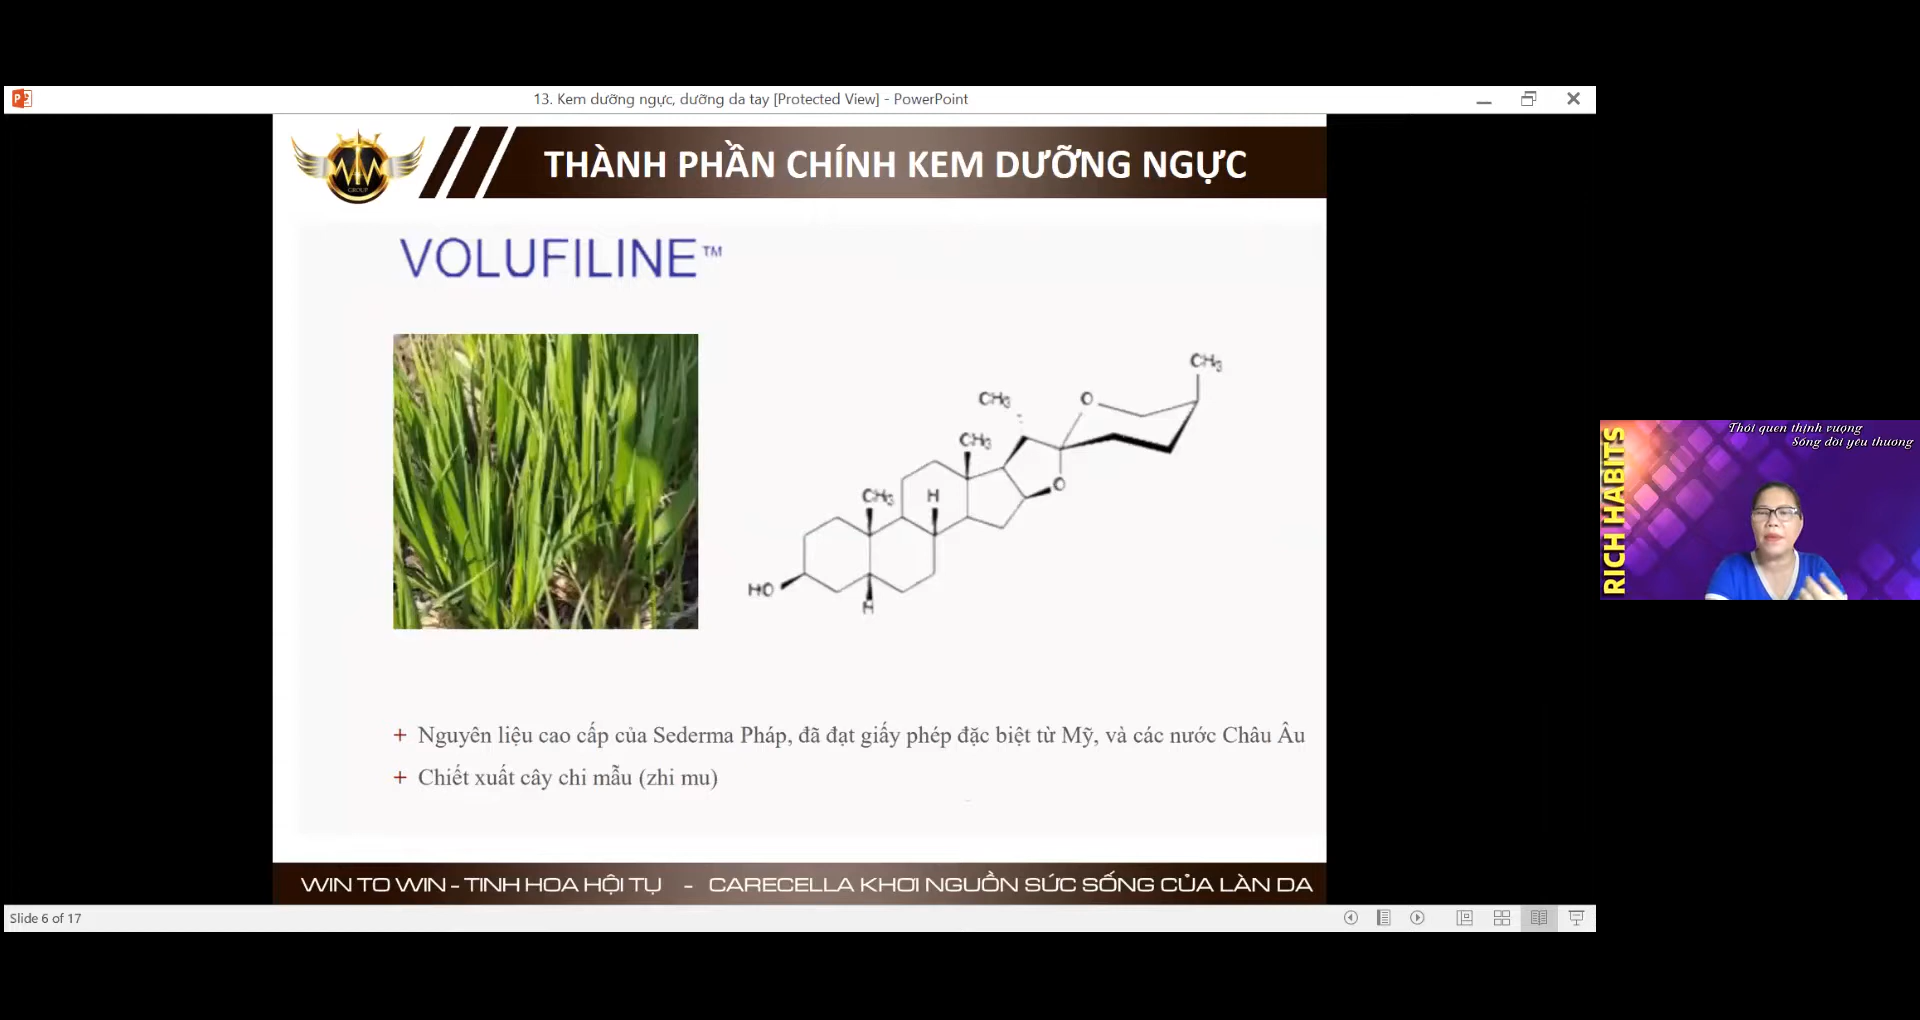 13. Kem dưỡng ngực, dưỡng da tay [Protected View] - PowerPoint
WIN
GROUP
THÀNH PHẦN CHÍNH KEM DƯỠNG NGỰC
VOLUFILINE™
CH₃
CH₃
O
CH₃
O
CH₃
H
HO
H
+ Nguyên liệu cao cấp của Sederma Pháp, đã đạt giấy phép đặc biệt từ Mỹ, và các nước Châu Âu
+ Chiết xuất cây chi mẫu (zhi mu)
WIN TO WIN - TINH HOA HỘI TỤ - CARECELLA KHƠI NGUỒN SỨC SỐNG CỦA LÀN DA
Slide 6 of 17
RICH HABITS
Thói quen thịnh vượng
Sống đời yêu thương